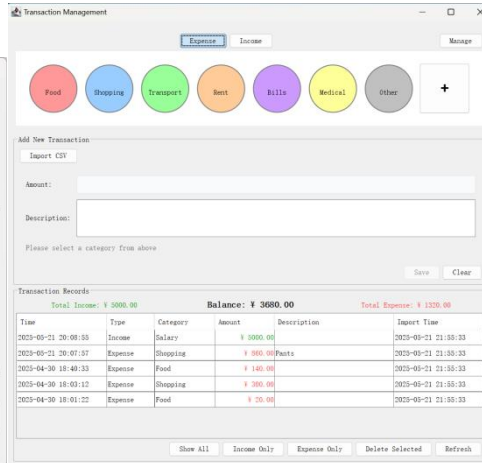 Transaction Management
Expense Income Manage
Food Shopping Transport Rent Bills Medical Other +
Add New Transaction
Import CSV
Amount:
Description:
Please select a category from above
Save Clear
Transaction Records
Total Income: ¥ 5000.00 Balance: ¥ 3680.00 Total Expense: ¥ 1320.00
Time Type Category Amount Description Import Time
2025-05-21 20:08:55 Income Salary ¥ 5000.00 2025-05-21 21:55:33
2025-05-21 20:07:57 Expense Shopping ¥ 860.00 Pants 2025-05-21 21:55:33
2025-04-30 18:40:33 Expense Food ¥ 140.00 2025-05-21 21:55:33
2025-04-30 18:03:12 Expense Shopping ¥ 300.00 2025-05-21 21:55:33
2025-04-30 18:01:22 Expense Food ¥ 20.00 2025-05-21 21:55:33
Show All Income Only Expense Only Delete Selected Refresh